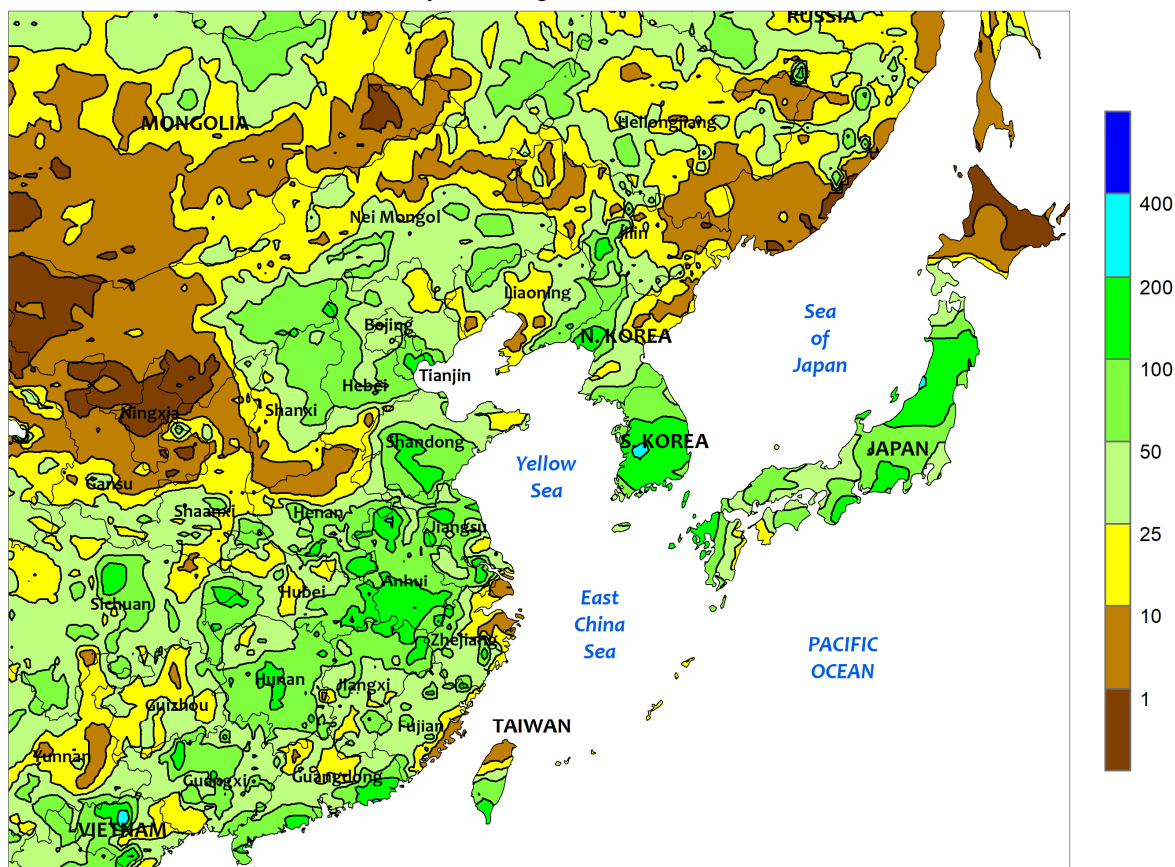 RUSSIA
MONGOLIA
Heilongjiang
Nei Mongol
Jilin
Liaoning
Bejing
N. KOREA
Sea
of
Japan
Tianjin
Hebei
Ningxia
Shanxi
Shandong
S. KOREA
JAPAN
Yellow
Sea
Gansu
Shaanxi
Henan
Jiangsu
Anhui
Sichuan
Hubei
East
China
Sea
Zhejiang
PACIFIC
OCEAN
Hunan
Jiangxi
Guizhou
Fujian
TAIWAN
Yunnan
Guangxi
Guangdong
VIETNAM
400
200
100
50
25
10
1